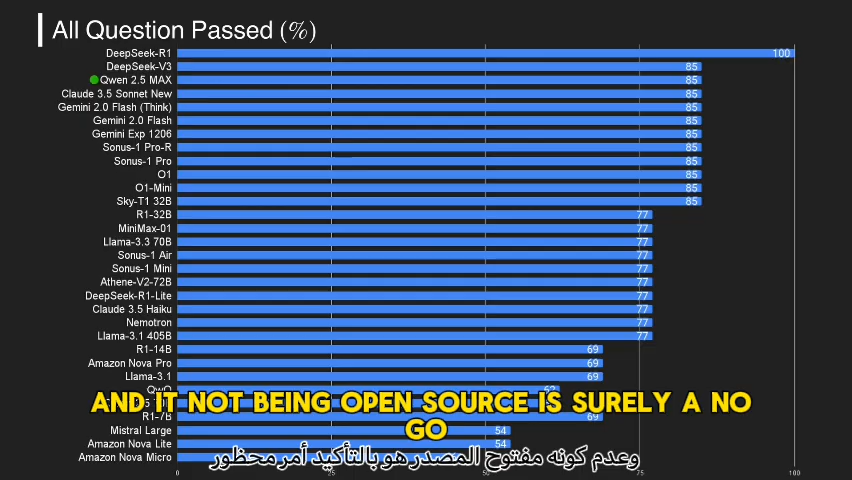 All Question Passed (%)
DeepSeek-R1 100
DeepSeek-V3 85
Qwen 2.5 MAX 85
Claude 3.5 Sonnet New 85
Gemini 2.0 Flash (Think) 85
Gemini 2.0 Flash 85
Gemini Exp 1206 85
Sonus-1 Pro-R 85
Sonus-1 Pro 85
O1 85
O1-Mini 85
Sky-T1 32B 85
R1-32B 77
MiniMax-01 77
Llama-3.3 70B 77
Sonus-1 Air 77
Sonus-1 Mini 77
Athene-V2-72B 77
DeepSeek-R1-Lite 77
Claude 3.5 Haiku 77
Nemotron 77
Llama-3.1 405B 77
R1-14B 69
Amazon Nova Pro 69
Llama-3.1 69
QwQ 62
AND IT NOT BEING OPEN SOURCE IS SURELY A NO
R1-7B 69
GO
Mistral Large 54
Amazon Nova Lite 54
Amazon Nova Micro
وعدم كونه مفتوح المصدر هو بالتأكيد أمر محظور
0 25 50 75 100